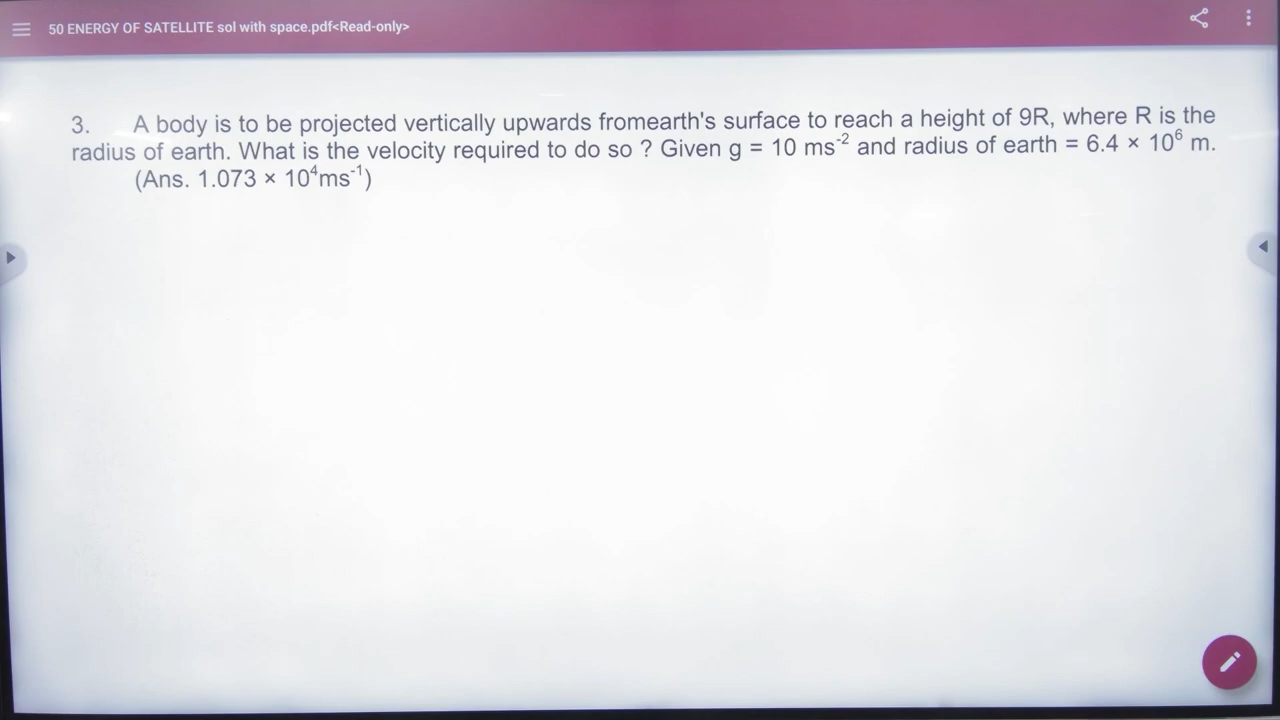 50 ENERGY OF SATELLITE sol with space.pdf<Read-only>
3. A body is to be projected vertically upwards fromearth's surface to reach a height of 9R, where R is the
radius of earth. What is the velocity required to do so ? Given g = 10 ms⁻² and radius of earth = 6.4 × 10⁶ m.
(Ans. 1.073 × 10⁴ms⁻¹)